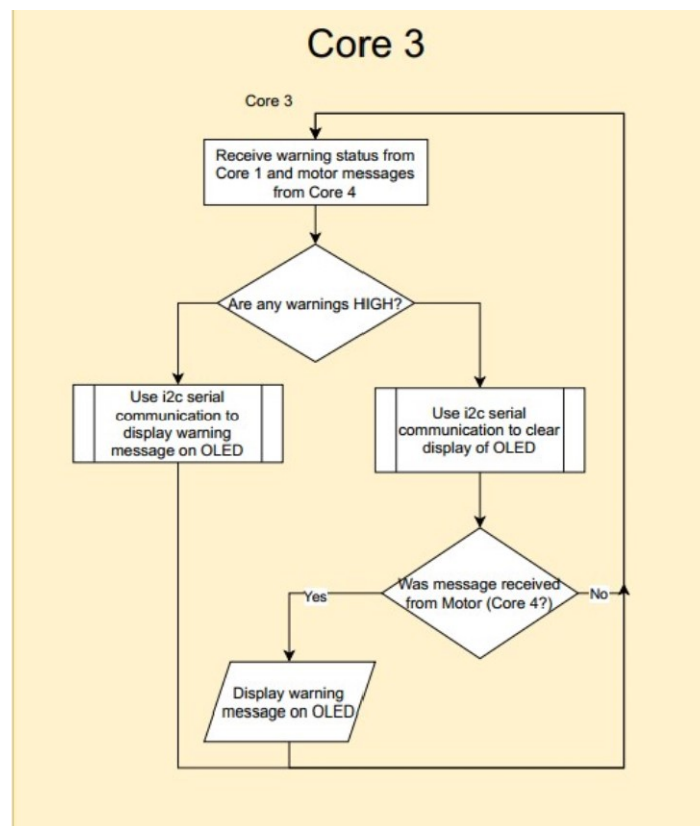 Core 3
Core 3
Receive warning status from
Core 1 and motor messages
from Core 4
Are any warnings HIGH?
Use i2c serial
communication to
display warning
message on OLED
Use i2c serial
communication to clear
display of OLED
Was message received
from Motor (Core 4?)
Yes
No
Display warning
message on OLED